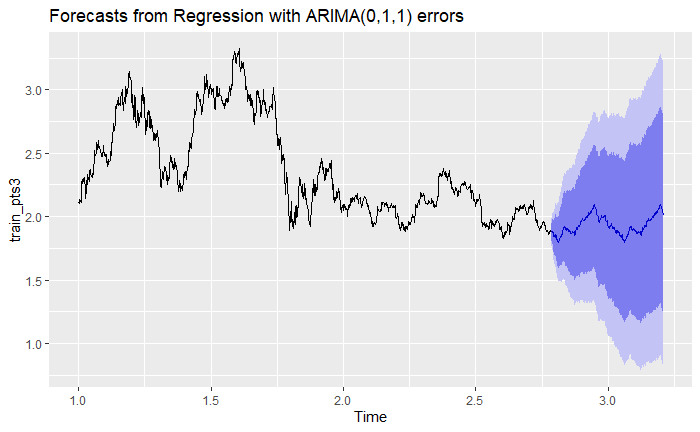 Forecasts from Regression with ARIMA(0,1,1) errors
train_pts3
3.0
2.5
2.0
1.5
1.0
1.0 1.5 2.0 2.5 3.0
Time